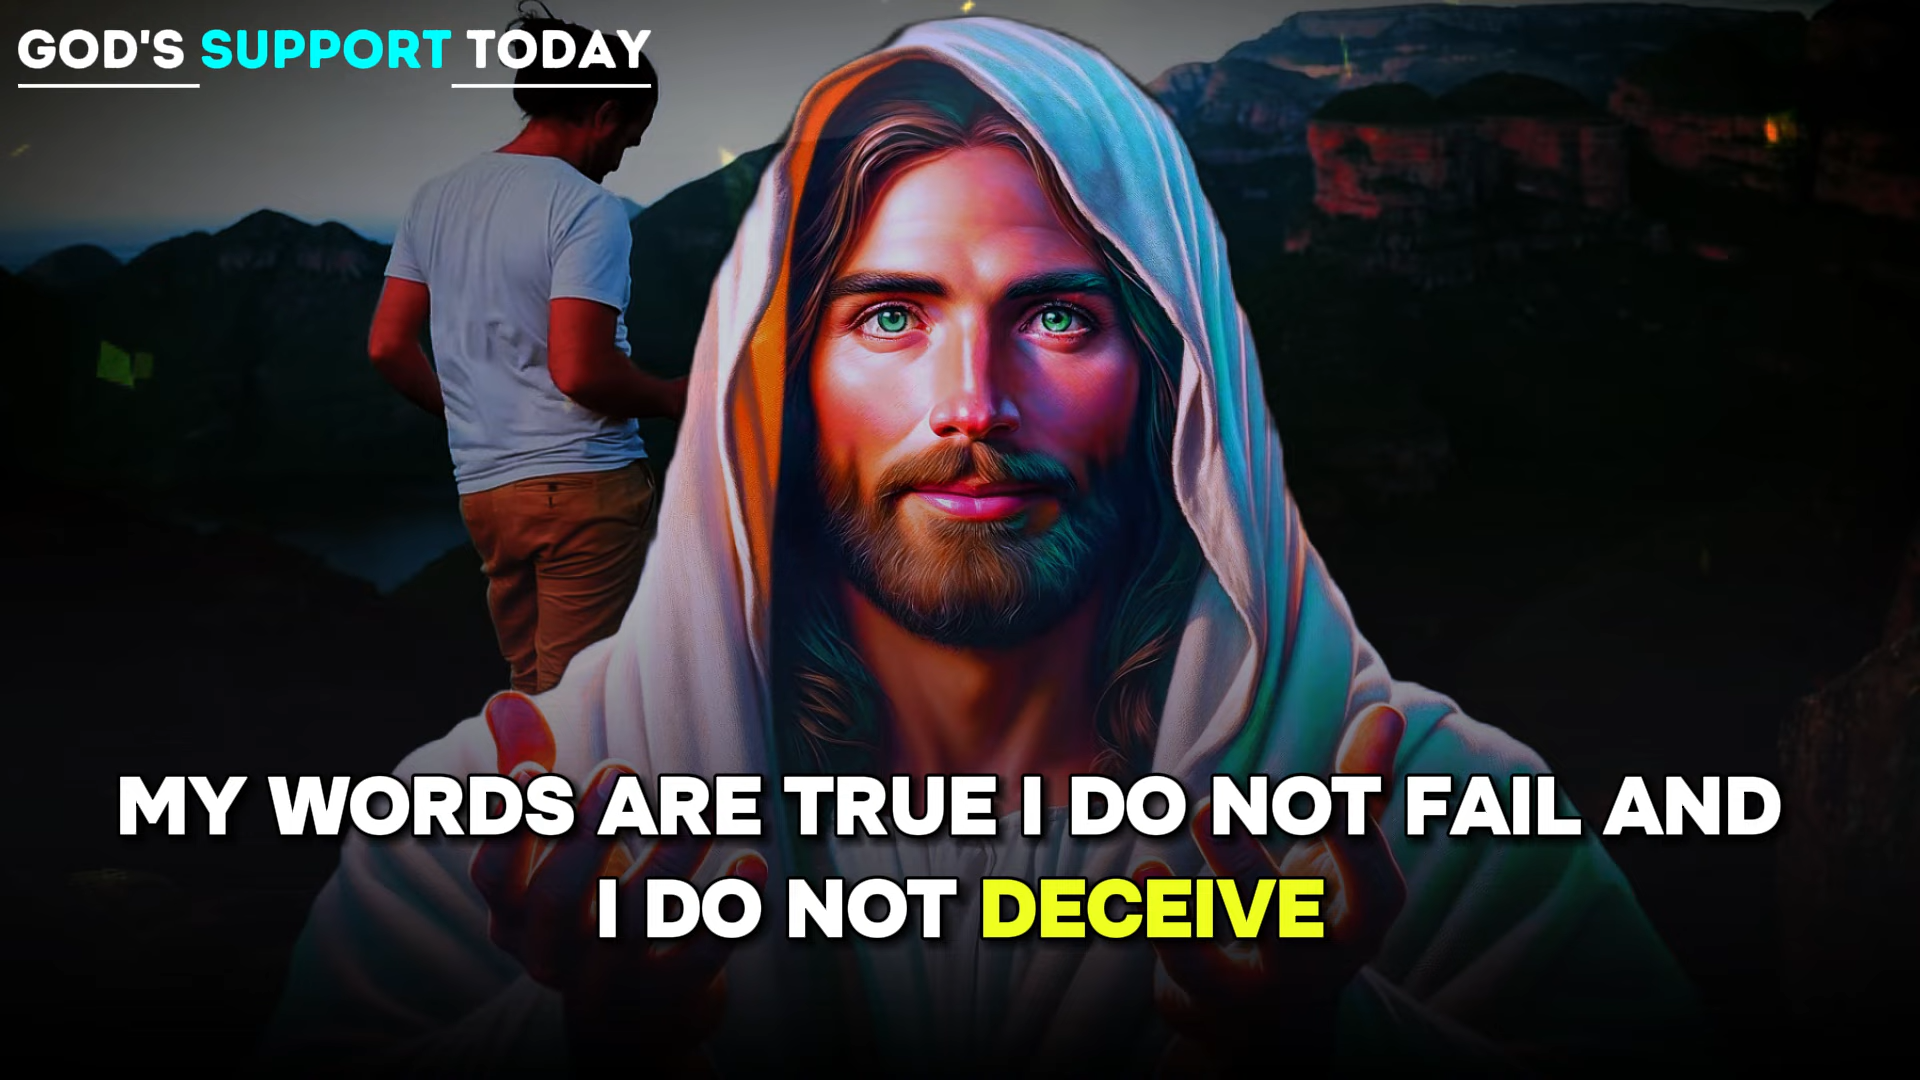 GOD'S SUPPORT TODAY
MY WORDS ARE TRUE I DO NOT FAIL AND
I DO NOT DECEIVE